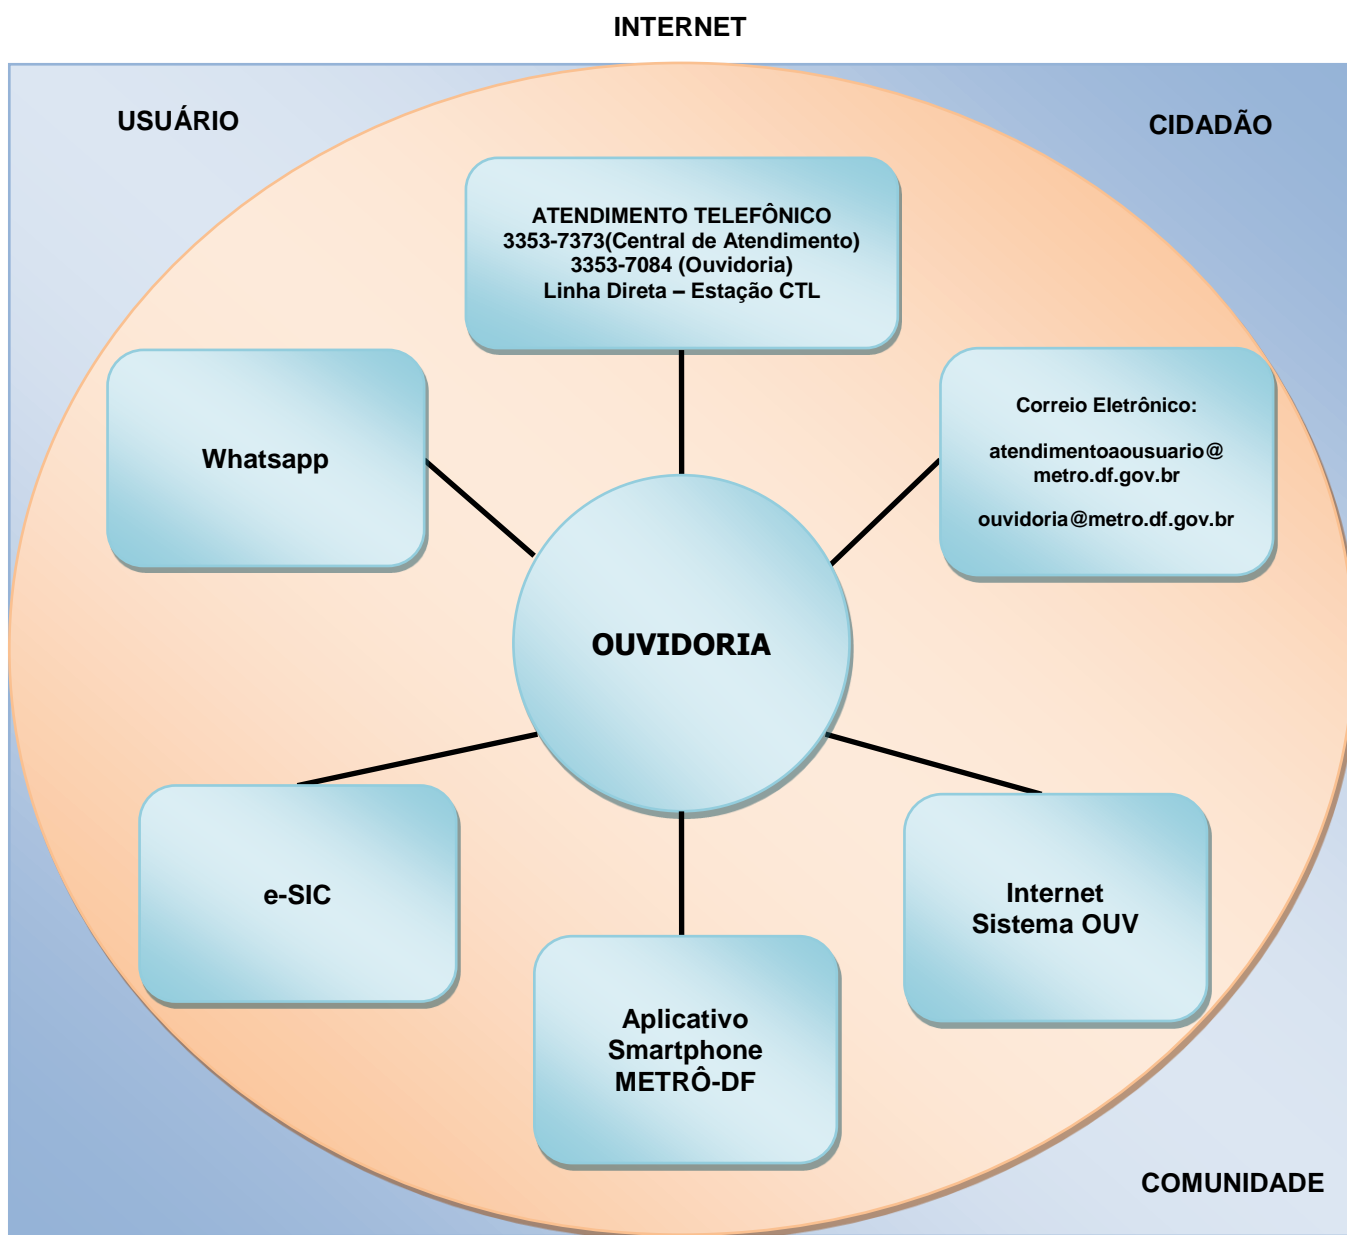 INTERNET
USUÁRIO
CIDADÃO
ATENDIMENTO TELEFÔNICO
3353-7373(Central de Atendimento)
3353-7084 (Ouvidoria)
Linha Direta – Estação CTL
Whatsapp
Correio Eletrônico:
atendimentoaousuario@
metro.df.gov.br
ouvidoria@metro.df.gov.br
OUVIDORIA
e-SIC
Internet
Sistema OUV
Aplicativo
Smartphone
METRÔ-DF
COMUNIDADE